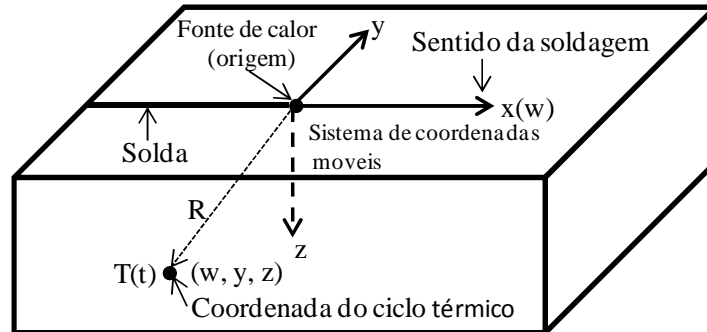 Fonte de calor
(origem)
y
Sentido da soldagem
x(w)
Solda
Sistema de coordenadas
moveis
R
z
T(t)
(w, y, z)
Coordenada do ciclo térmico